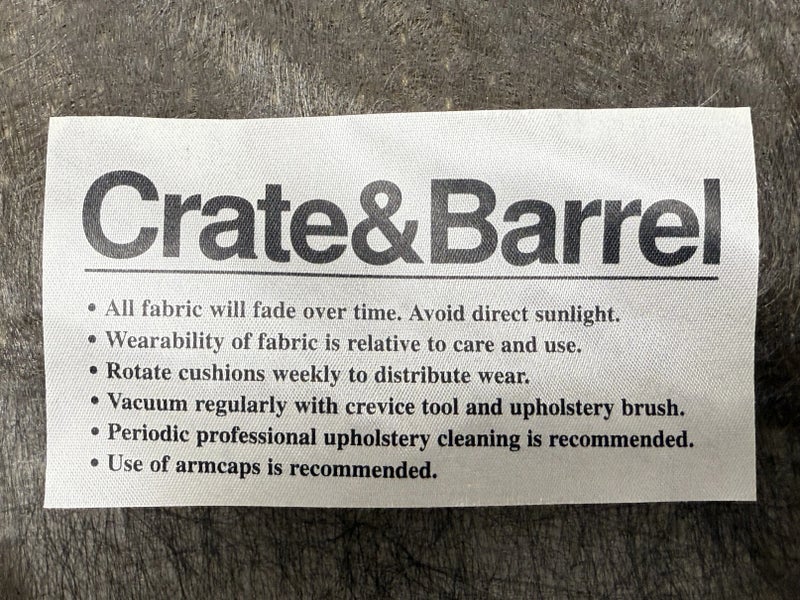 Crate&Barrel
• All fabric will fade over time. Avoid direct sunlight.
• Wearability of fabric is relative to care and use.
• Rotate cushions weekly to distribute wear.
• Vacuum regularly with crevice tool and upholstery brush.
• Periodic professional upholstery cleaning is recommended.
• Use of armcaps is recommended.